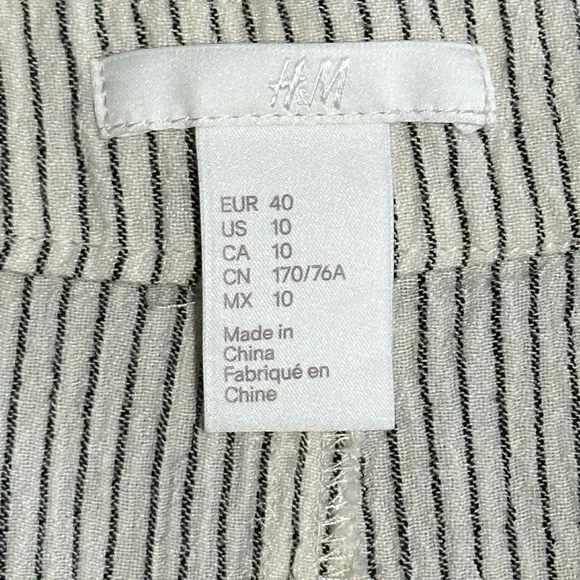 H&M
EUR 40
US 10
CA 10
CN 170/76A
MX 10
Made in
China
Fabriqué en
Chine